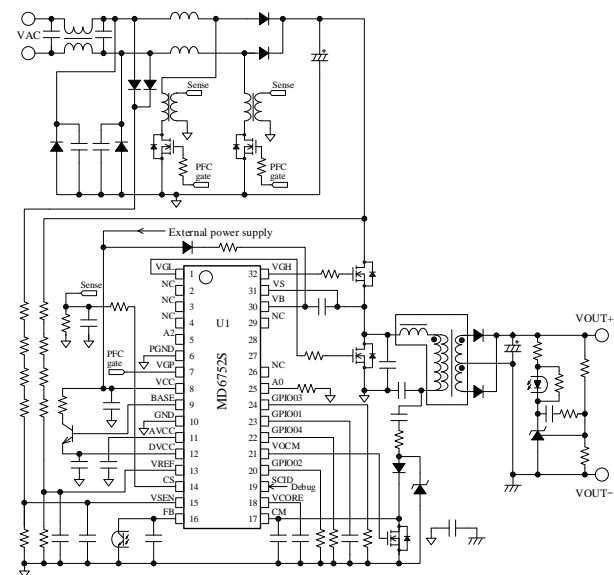 VAC
Sense
Sense
PFC
gate
PFC
gate
External power supply
VGL
1
32
VGH
NC
2
31
VS
NC
3
30
VB
NC
4
29
NC
A2
5
28
PGND
6
27
VGP
7
26
NC
VCC
8
25
A0
BASE
9
24
GPIO03
GND
10
23
GPIO01
AVCC
11
22
GPIO04
DVCC
12
21
VOCM
VREF
13
20
GPIO02
CS
14
19
SCID
Debug
VSEN
15
18
VCORE
FB
16
17
CM
U1
MD6752S
Sense
PFC
gate
VOUT+
VOUT−